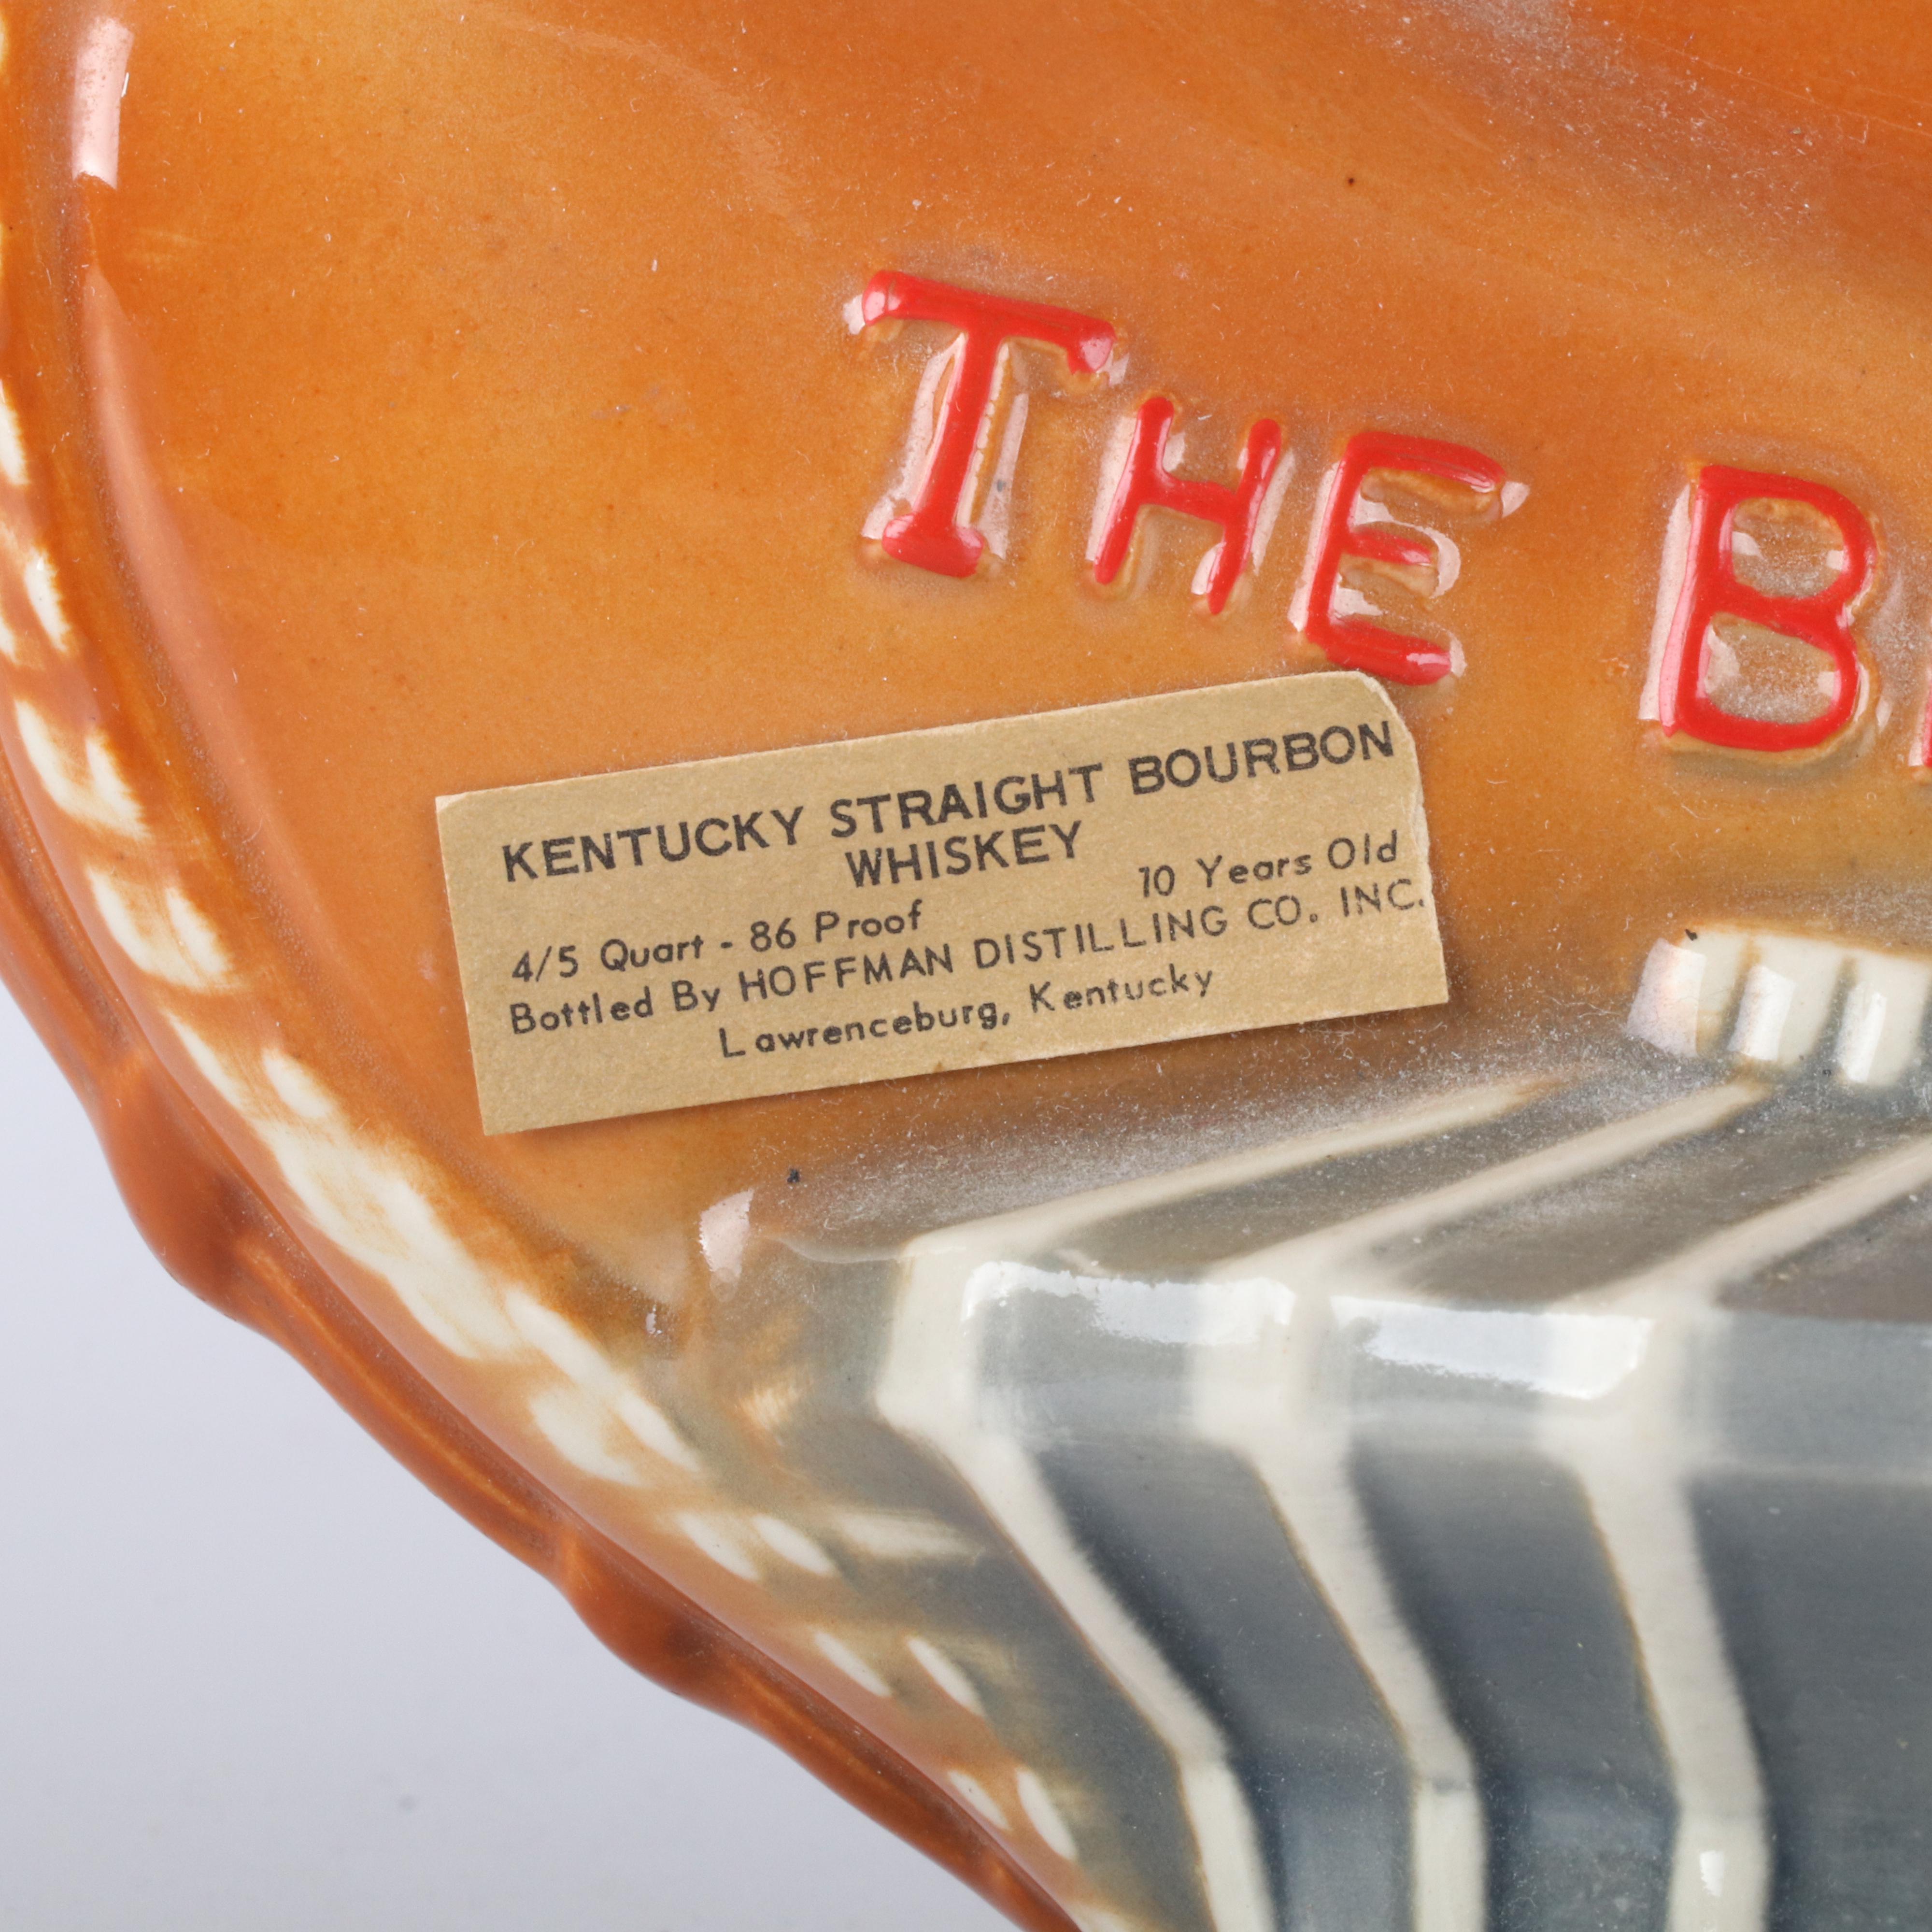 THE B
KENTUCKY STRAIGHT BOURBON
WHISKEY
4/5 Quart - 86 Proof 10 Years Old
Bottled By HOFFMAN DISTILLING CO. INC.
Lawrenceburg, Kentucky